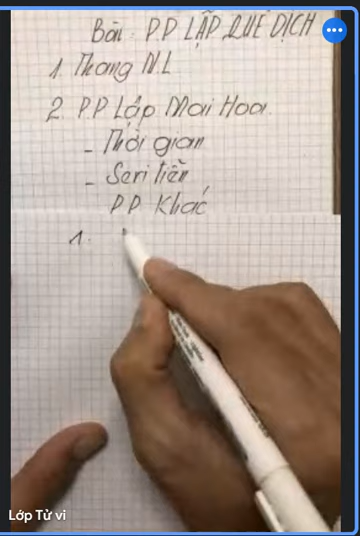 Bài: P.P LẬP QUẺ DỊCH
1. Thang N.L
2. P.P Lập Mai Hoa.
- Thời gian
- Seri tiền
P.P Khác
1.
Lớp Tử vi